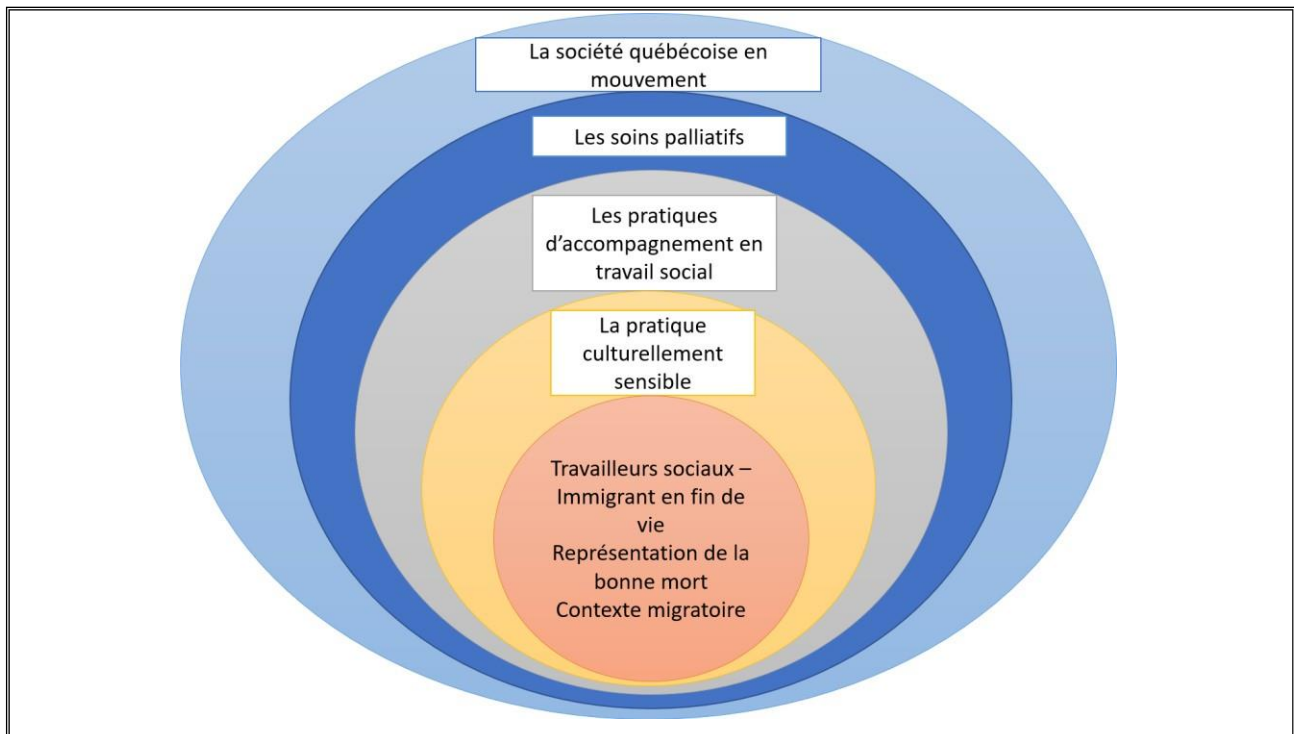 La société québécoise en
mouvement
Les soins palliatifs
Les pratiques
d’accompagnement en
travail social
La pratique
culturellement
sensible
Travailleurs sociaux –
Immigrant en fin de
vie
Représentation de la
bonne mort
Contexte migratoire